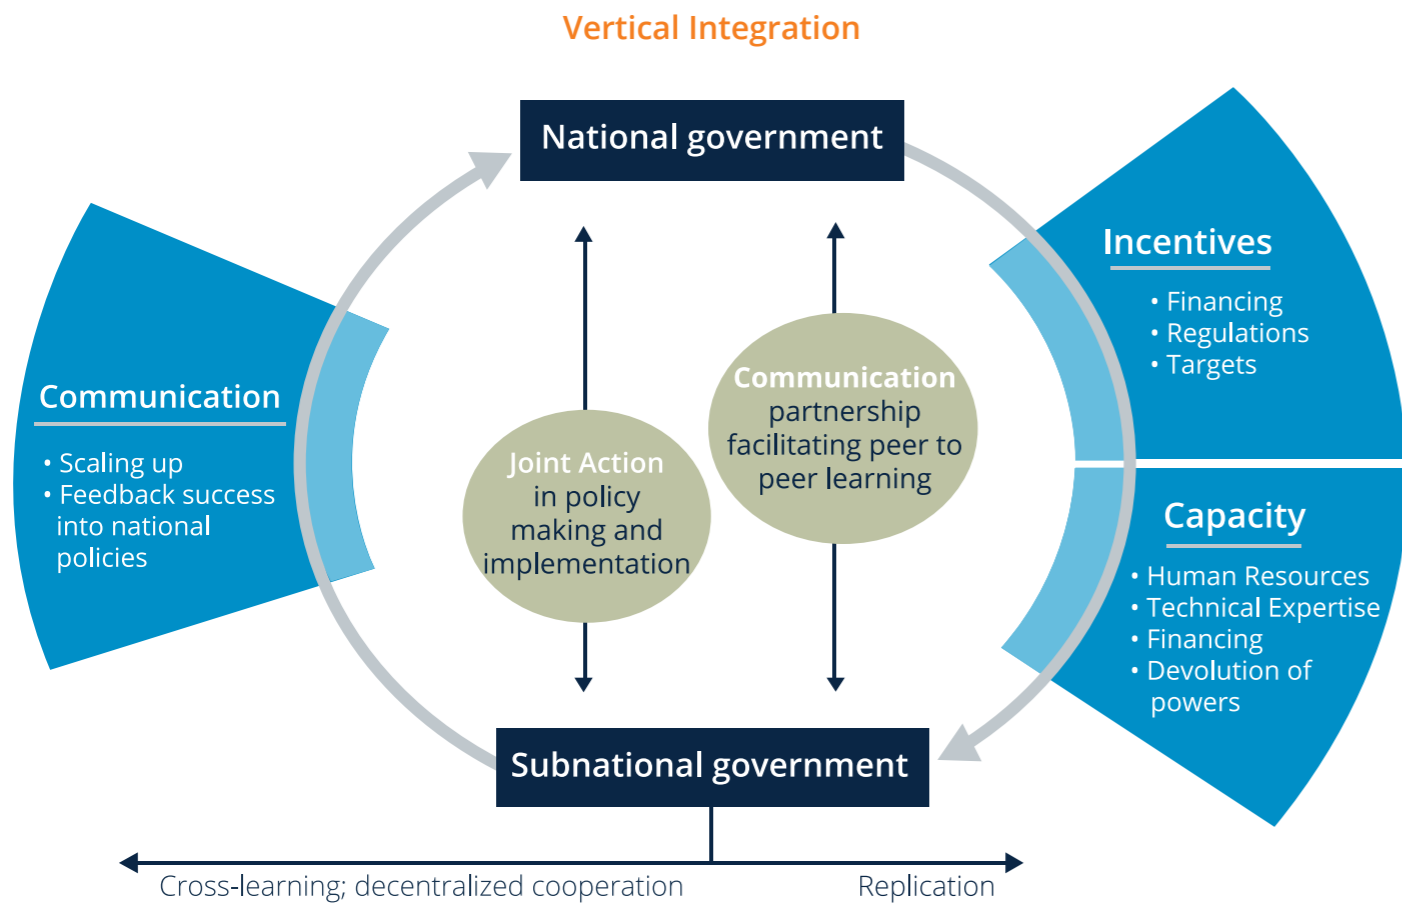 Vertical Integration
National government
Incentives
• Financing
• Regulations
• Targets
Communication
• Scaling up
• Feedback success
into national
policies
Joint Action
in policy
making and
implementation
Communication
partnership
facilitating peer to
peer learning
Capacity
• Human Resources
• Technical Expertise
• Financing
• Devolution of
powers
Subnational government
Cross-learning; decentralized cooperation
Replication